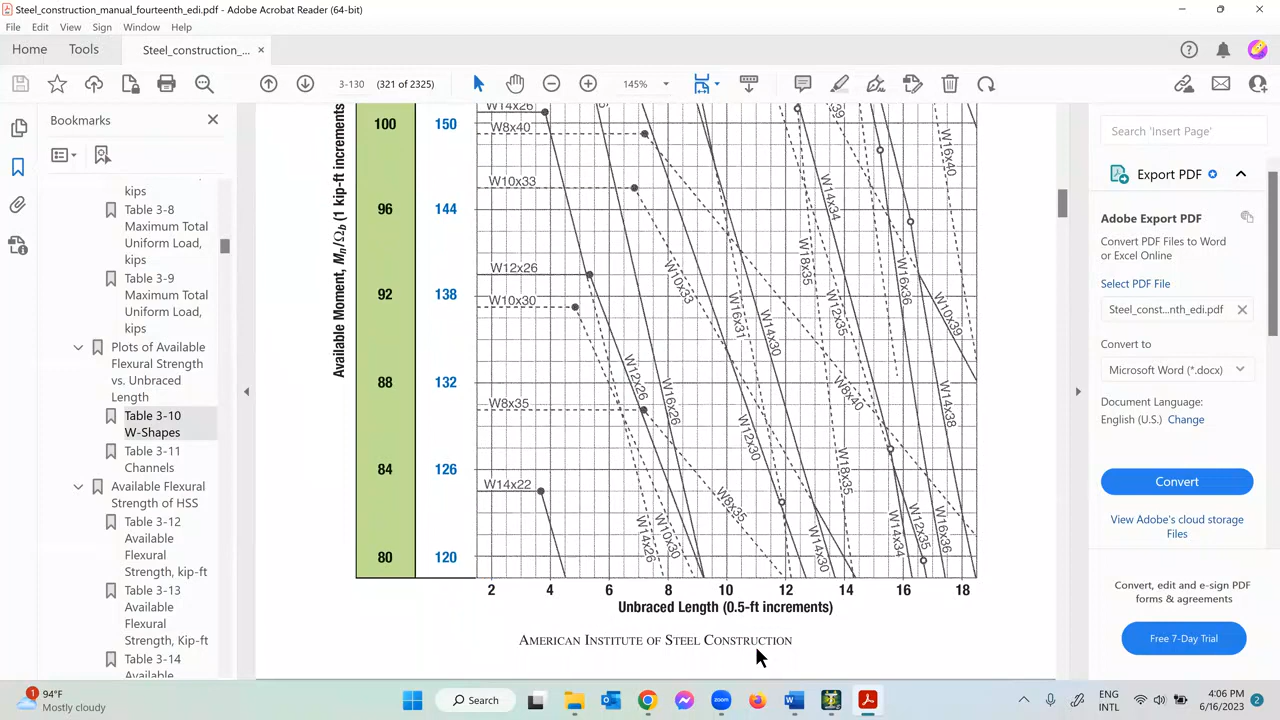 Steel_construction_manual_fourteenth_edi.pdf - Adobe Acrobat Reader (64-bit)
File Edit View Sign Window Help
Home Tools Steel_construction_...
3-130 (321 of 2325) 145%
Bookmarks
kips
Table 3-8
Maximum Total
Uniform Load,
kips
Table 3-9
Maximum Total
Uniform Load,
kips
Plots of Available
Flexural Strength
vs. Unbraced
Length
Table 3-10
W-Shapes
Table 3-11
Channels
Available Flexural
Strength of HSS
Table 3-12
Available
Flexural
Strength, kip-ft
Table 3-13
Available
Flexural
Strength, Kip-ft
Table 3-14
Available
Available Moment, Mₙ/Ω_b (1 kip-ft increments
100 150
96 144
92 138
88 132
84 126
80 120
W14x26
W8x40
W10x33
W12x26
W10x30
W8x35
W14x22
W16x40
W14x34
W18x35
W16x36
W10x33
W16x31
W14x30
W12x35
W10x39
W12x26
W16x26
W8x40
W14x38
W12x30
W18x35
W8x35
W14x26
W10x30
W14x30
W14x34
W12x35
W16x36
2 4 6 8 10 12 14 16 18
Unbraced Length (0.5-ft increments)
AMERICAN INSTITUTE OF STEEL CONSTRUCTION
Search 'Insert Page'
Export PDF
Adobe Export PDF
Convert PDF Files to Word
or Excel Online
Select PDF File
Steel_const...nth_edi.pdf
Convert to
Microsoft Word (*.docx)
Document Language:
English (U.S.) Change
Convert
View Adobe's cloud storage
Files
Convert, edit and e-sign PDF
forms & agreements
Free 7-Day Trial
1
94°F
Mostly cloudy
Search
zoom
ENG
INTL
4:06 PM
6/16/2023
2